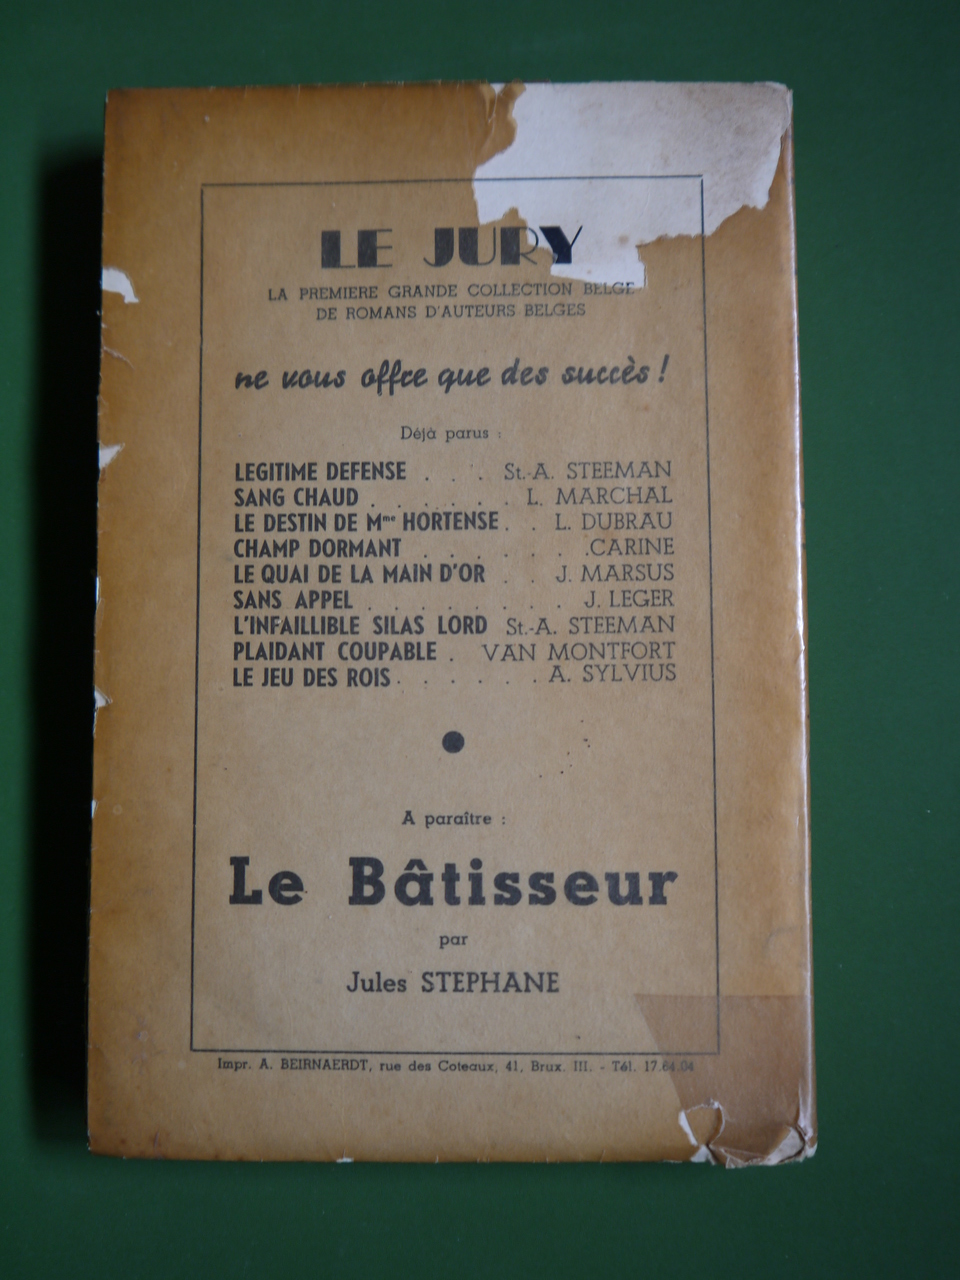 LE JURY
LA PREMIERE GRANDE COLLECTION BELGE
DE ROMANS D'AUTEURS BELGES
ne vous offre que des succès !
Déjà parus :
LEGITIME DEFENSE . . . St.-A. STEEMAN
SANG CHAUD . . . . . . . L. MARCHAL
LE DESTIN DE Mme HORTENSE . . L. DUBRAU
CHAMP DORMANT . . . . . . . CARINE
LE QUAI DE LA MAIN D'OR . . J. MARSUS
SANS APPEL . . . . . . . . . J. LEGER
L'INFAILLIBLE SILAS LORD St.-A. STEEMAN
PLAIDANT COUPABLE . VAN MONTFORT
LE JEU DES ROIS . . . . . . A. SYLVIUS
●
A paraître :
Le Bâtisseur
par
Jules STEPHANE
Impr. A. BEIRNAERDT, rue des Coteaux, 41, Brux. III. - Tél. 17.64.04